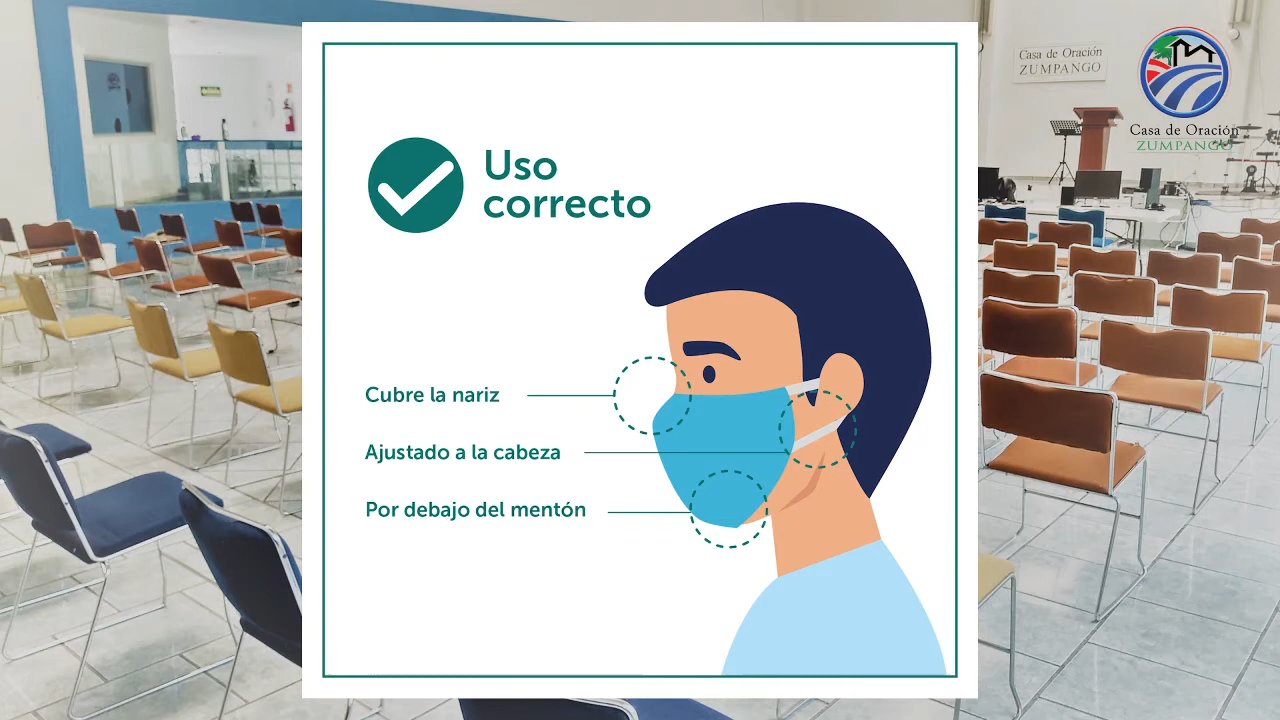 Uso
correcto
Cubre la nariz
Ajustado a la cabeza
Por debajo del mentón
Casa de Oración
ZUMPANGO
Casa de Oración
ZUMPANGO